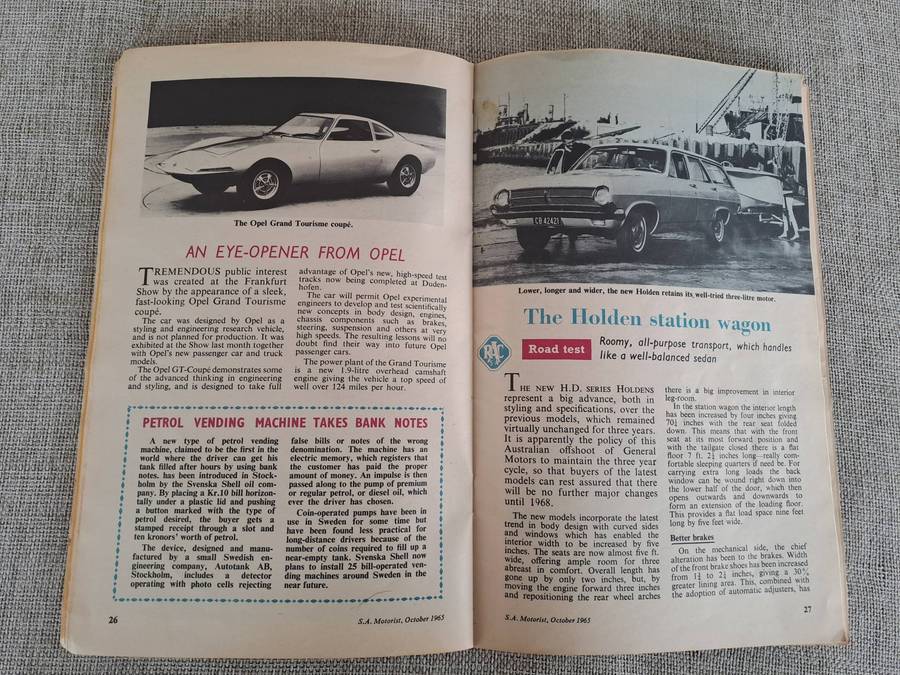 The Opel Grand Tourisme coupé.
AN EYE-OPENER FROM OPEL
TREMENDOUS public interest
was created at the Frankfurt
Show by the appearance of a sleek,
fast-looking Opel Grand Tourisme
coupé.
The car was designed by Opel as a
styling and engineering research vehicle,
and is not planned for production. It was
exhibited at the Show last month together
with Opel's new passenger car and truck
models.
The Opel GT-Coupé demonstrates some
of the advanced thinking in engineering
and styling, and is designed to take full
advantage of Opel's new, high-speed test
tracks now being completed at Duden-
hofen.
The car will permit Opel experimental
engineers to develop and test scientifically
new concepts in body design, engines,
chassis components such as brakes,
steering, suspension and others at very
high speeds. The resulting lessons will no
doubt find their way into future Opel
passenger cars.
The power plant of the Grand Tourisme
is a new 1.9-litre overhead camshaft
engine giving the vehicle a top speed of
well over 124 miles per hour.
PETROL VENDING MACHINE TAKES BANK NOTES
A new type of petrol vending
machine, claimed to be the first in the
world where the driver can get his
tank filled after hours by using bank
notes, has been introduced in Stock-
holm by the Svenska Shell oil com-
pany. By placing a Kr.10 bill horizon-
tally under a plastic lid and pushing
a button marked with the type of
petrol desired, the buyer gets a
stamped receipt through a slot and
ten kronors' worth of petrol.
The device, designed and manu-
factured by a small Swedish en-
gineering company, Autotank AB,
Stockholm, includes a detector
operating with photo cells rejecting
false bills or notes of the wrong
denomination. The machine has an
electric memory, which registers that
the customer has paid the proper
amount of money. An impulse is then
passed along to the pump of premium
or regular petrol, or diesel oil, which
ever the driver has chosen.
Coin-operated pumps have been in
use in Sweden for some time but
have been found less practical for
long-distance drivers because of the
number of coins required to fill up a
near-empty tank. Svenska Shell now
plans to install 25 bill-operated ven-
ding machines around Sweden in the
near future.
26
S.A. Motorist, October 1965
CB 42421
Lower, longer and wider, the new Holden retains its well-tried three-litre motor.
The Holden station wagon
RAC
Road test
Roomy, all-purpose transport, which handles
like a well-balanced sedan
THE NEW H.D. SERIES HOLDENS
represent a big advance, both in
styling and specifications, over the
previous models, which remained
virtually unchanged for three years.
It is apparently the policy of this
Australian offshoot of General
Motors to maintain the three year
cycle, so that buyers of the latest
models can rest assured that there
will be no further major changes
until 1968.
The new models incorporate the latest
trend in body design with curved sides
and windows which has enabled the
interior width to be increased by five
inches. The seats are now almost five ft.
wide, offering ample room for three
abreast in comfort. Overall length has
gone up by only two inches, but, by
moving the engine forward three inches
and repositioning the rear wheel arches
there is a big improvement in interior
leg-room.
In the station wagon the interior length
has been increased by four inches giving
70½ inches with the rear seat folded
down. This means that with the front
seat at its most forward position and
with the tailgate closed there is a flat
floor 7 ft. 2½ inches long—really com-
fortable sleeping quarters if need be. For
carrying extra long loads the back
window can be wound right down into
the lower half of the door, which then
opens outwards and downwards to
form an extension of the loading floor.
This provides a flat load space nine feet
long by five feet wide.
Better brakes
On the mechanical side, the chief
alteration has been to the brakes. Width
of the front brake shoes has been increased
from 1¾ to 2¼ inches, giving a 30%
greater lining area. This, combined with
the adoption of automatic adjusters, has
S.A. Motorist, October 1965
27